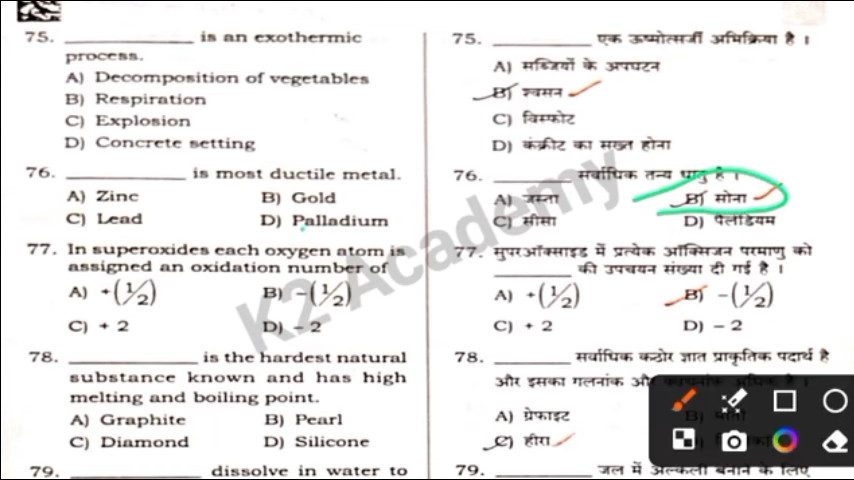 75. ____________ is an exothermic
process.
A) Decomposition of vegetables
B) Respiration
C) Explosion
D) Concrete setting
76. ____________ is most ductile metal.
A) Zinc B) Gold
C) Lead D) Palladium
77. In superoxides each oxygen atom is
assigned an oxidation number of
A) +(1/2) B) -(1/2)
C) + 2 D) - 2
78. ____________ is the hardest natural
substance known and has high
melting and boiling point.
A) Graphite B) Pearl
C) Diamond D) Silicone
79. ____________ dissolve in water to
75. ________ एक ऊष्मोत्सर्जी अभिक्रिया है ।
A) सब्जियों के अपघटन
B) श्वसन
C) विस्फोट
D) कंक्रीट का सख्त होना
76. ________ सर्वाधिक तन्य धातु है ।
A) जस्ता B) सोना
C) सीसा D) पैलेडियम
77. सुपरऑक्साइड में प्रत्येक ऑक्सिजन परमाणु को
________ की उपचयन संख्या दी गई है ।
A) +(1/2) B) -(1/2)
C) + 2 D) - 2
78. ________ सर्वाधिक कठोर ज्ञात प्राकृतिक पदार्थ है
और इसका गलनांक और
A) ग्रेफाइट
C) हीरा
79. ________ जल में अल्कली बनाने के लिए
K2 Academy